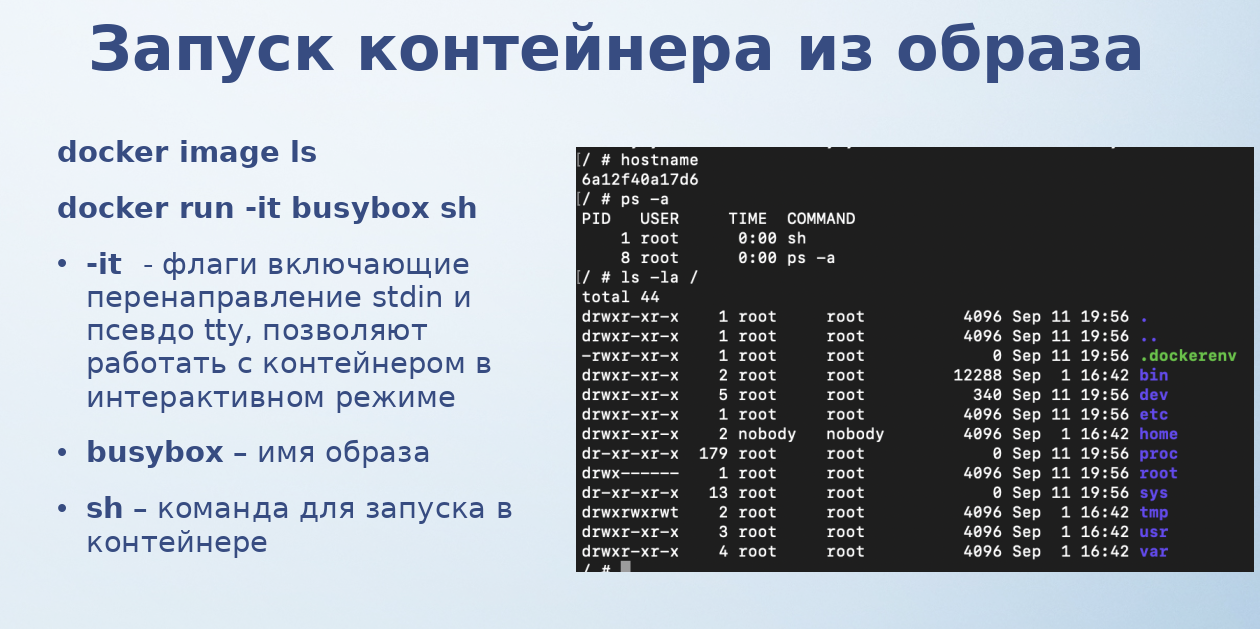 Запуск контейнера из образа
docker image ls
docker run -it busybox sh
• -it - флаги включающие
перенаправление stdin и
псевдо tty, позволяют
работать с контейнером в
интерактивном режиме
• busybox – имя образа
• sh – команда для запуска в
контейнере
[/ # hostname
6a12f40a17d6
[/ # ps -a
PID   USER     TIME  COMMAND
    1 root      0:00 sh
    8 root      0:00 ps -a
[/ # ls -la /
total 44
drwxr-xr-x    1 root     root          4096 Sep 11 19:56 .
drwxr-xr-x    1 root     root          4096 Sep 11 19:56 ..
-rwxr-xr-x    1 root     root             0 Sep 11 19:56 .dockerenv
drwxr-xr-x    2 root     root         12288 Sep  1 16:42 bin
drwxr-xr-x    5 root     root           340 Sep 11 19:56 dev
drwxr-xr-x    1 root     root          4096 Sep 11 19:56 etc
drwxr-xr-x    2 nobody   nobody        4096 Sep  1 16:42 home
dr-xr-xr-x  179 root     root             0 Sep 11 19:56 proc
drwx------    1 root     root          4096 Sep 11 19:56 root
dr-xr-xr-x   13 root     root             0 Sep 11 19:56 sys
drwxrwxrwt    2 root     root          4096 Sep  1 16:42 tmp
drwxr-xr-x    3 root     root          4096 Sep  1 16:42 usr
drwxr-xr-x    4 root     root          4096 Sep  1 16:42 var
/ #